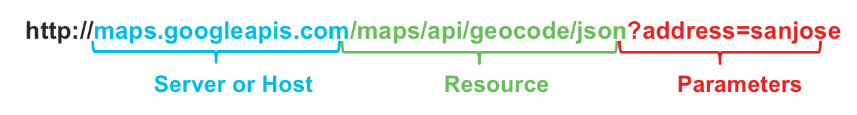 http://maps.googleapis.com/maps/api/geocode/json?address=sanjose
Server or Host Resource Parameters